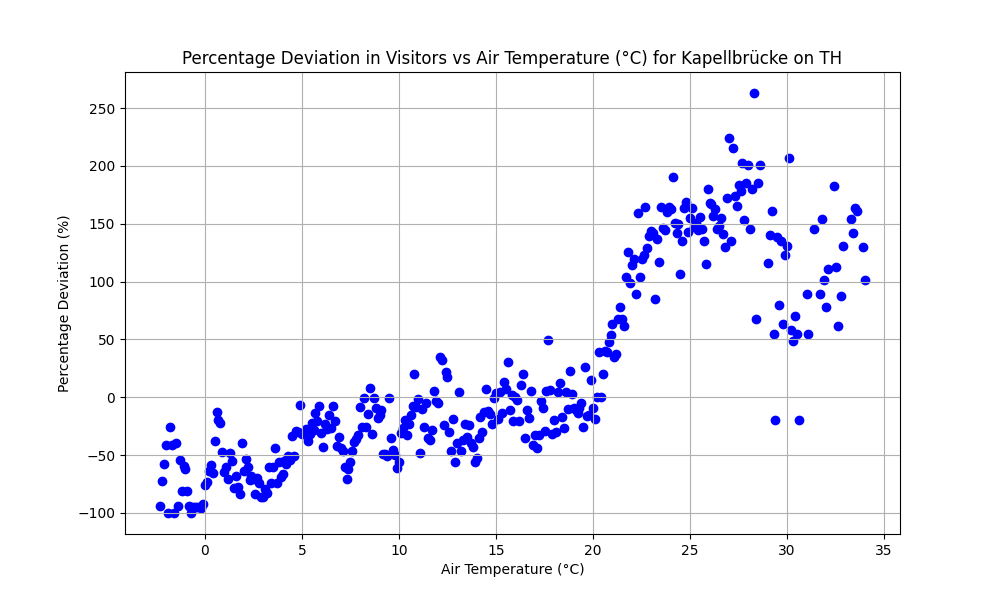 Percentage Deviation in Visitors vs Air Temperature (°C) for Kapellbrücke on TH
Percentage Deviation (%)
250
200
150
100
50
0
−50
−100
0 5 10 15 20 25 30 35
Air Temperature (°C)